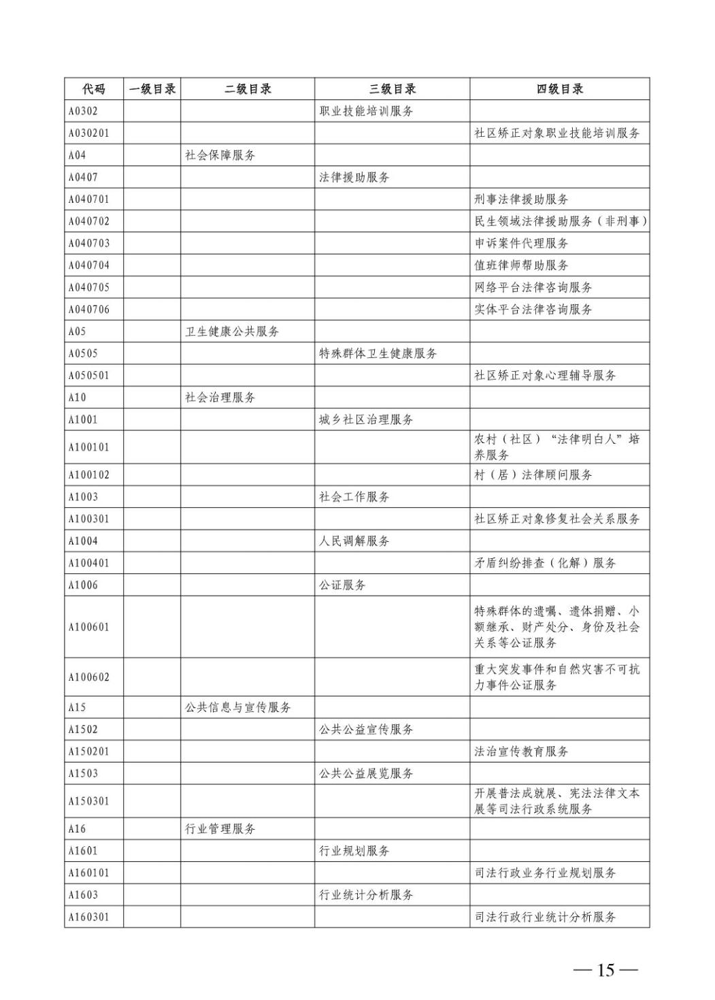 代码 一级目录 二级目录 三级目录 四级目录
A0302 职业技能培训服务
A030201 社区矫正对象职业技能培训服务
A04 社会保障服务
A0407 法律援助服务
A040701 刑事法律援助服务
A040702 民生领域法律援助服务（非刑事）
A040703 申诉案件代理服务
A040704 值班律师帮助服务
A040705 网络平台法律咨询服务
A040706 实体平台法律咨询服务
A05 卫生健康公共服务
A0505 特殊群体卫生健康服务
A050501 社区矫正对象心理辅导服务
A10 社会治理服务
A1001 城乡社区治理服务
A100101 农村（社区）“法律明白人”培
养服务
A100102 村（居）法律顾问服务
A1003 社会工作服务
A100301 社区矫正对象修复社会关系服务
A1004 人民调解服务
A100401 矛盾纠纷排查（化解）服务
A1006 公证服务
A100601 特殊群体的遗嘱、遗体捐赠、小
额继承、财产处分、身份及社会
关系等公证服务
A100602 重大突发事件和自然灾害不可抗
力事件公证服务
A15 公共信息与宣传服务
A1502 公共公益宣传服务
A150201 法治宣传教育服务
A1503 公共公益展览服务
A150301 开展普法成就展、宪法法律文本
展等司法行政系统服务
A16 行业管理服务
A1601 行业规划服务
A160101 司法行政业务行业规划服务
A1603 行业统计分析服务
A160301 司法行政行业统计分析服务
— 15 —